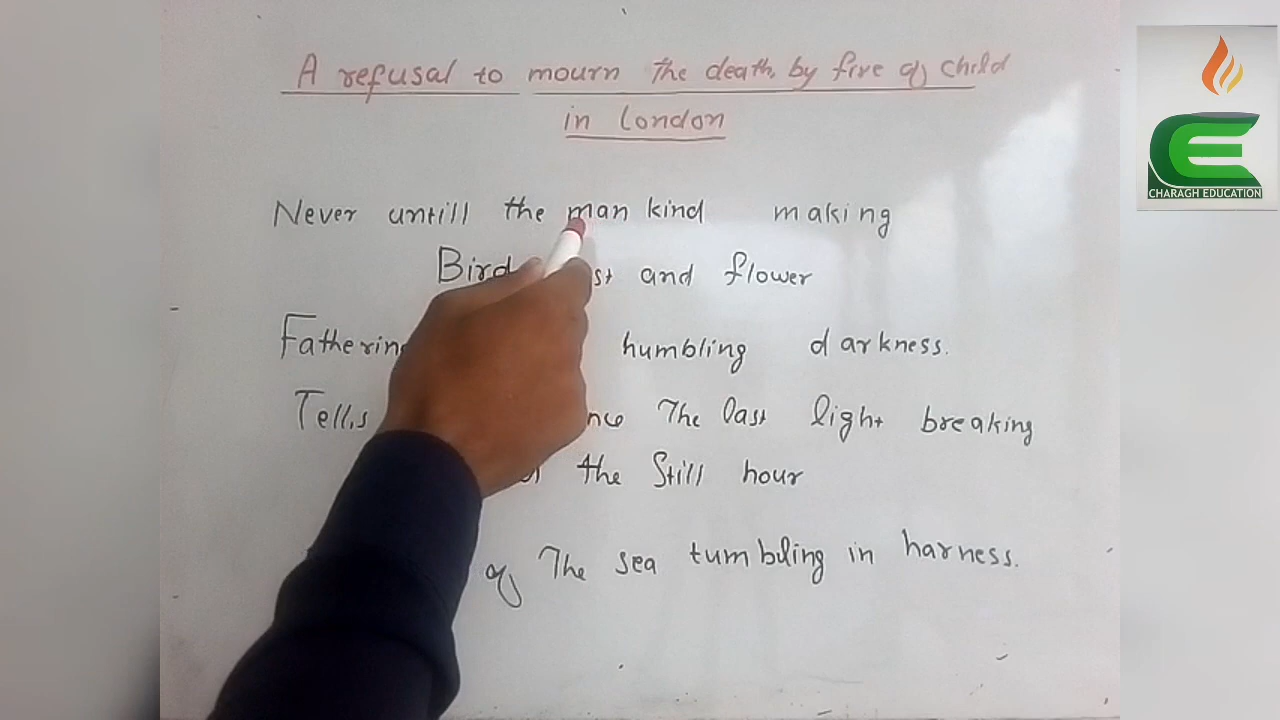 A refusal to mourn The death, by five of child
in London
Never untill the man kind making
Bird and flower
Fathering humbling darkness.
Tells The last light breaking
the Still hour
of The sea tumbling in harness.
CHARAGH EDUCATION